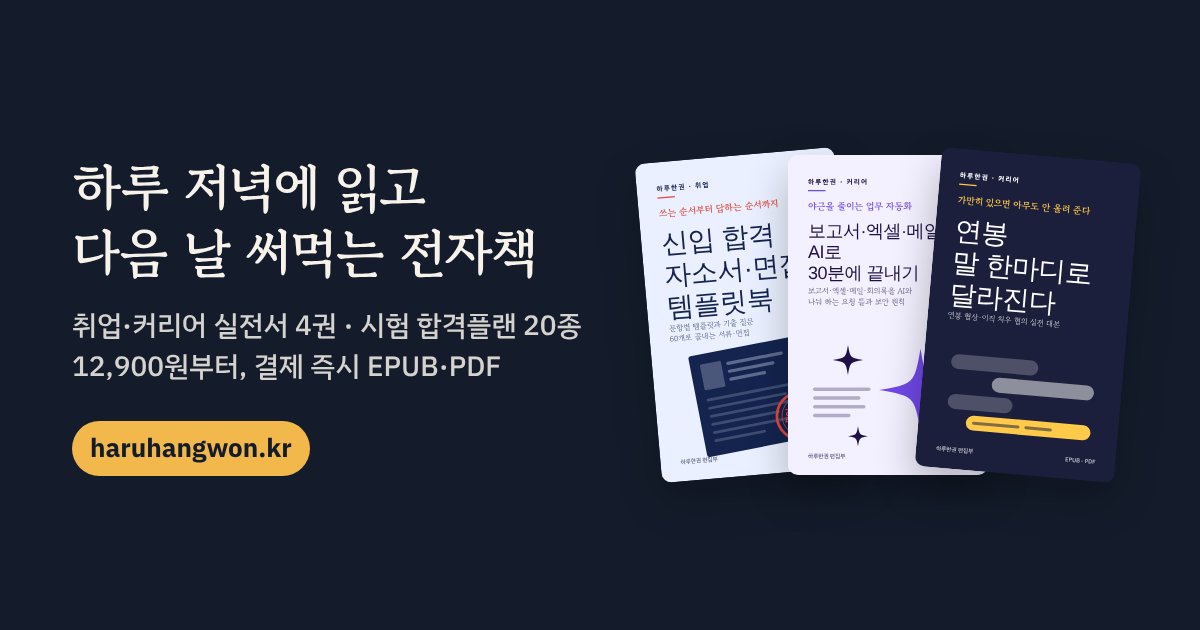 하루 저녁에 읽고
다음 날 써먹는 전자책
취업·커리어 실전서 4권 · 시험 합격플랜 20종
12,900원부터, 결제 즉시 EPUB·PDF
haruhangwon.kr
하루한권 · 취업
쓰는 순서부터 답하는 순서까지
신입 합격
자소서·면접
템플릿북
문항별 템플릿과 기출 질문
60개로 끝내는 서류·면접
하루한권 편집부
하루한권 · 커리어
야근을 줄이는 업무 자동화
보고서·엑셀·메일
AI로
30분에 끝내기
보고서·엑셀·메일·회의록을 AI와
나눠 하는 요청 틀과 보안 원칙
하루한권 편집부
하루한권 · 커리어
가만히 있으면 아무도 안 올려 준다
연봉
말 한마디로
달라진다
연봉 협상·이직 처우 협의 실전 대본
하루한권 편집부
EPUB · PDF